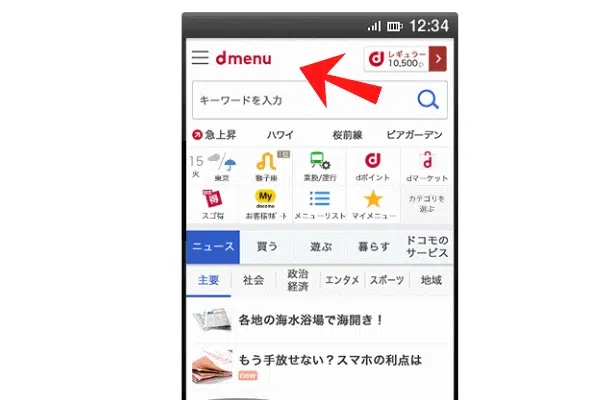 12:34
dmenu
レギュラー
10,500p
キーワードを入力
急上昇 ハワイ 桜前線 ビアガーデン
15
火
東京 獅子座 乗換/運行 dポイント dマーケット
1位
得
My
docomo
カテゴリを
選ぶ
スゴ得 お客様サポート メニューリスト マイメニュー
ニュース 買う 遊ぶ 暮らす ドコモの
サービス
主要 社会 政治
経済 エンタメ スポーツ 地域
各地の海水浴場で海開き！
もう手放せない？スマホの利点は
new